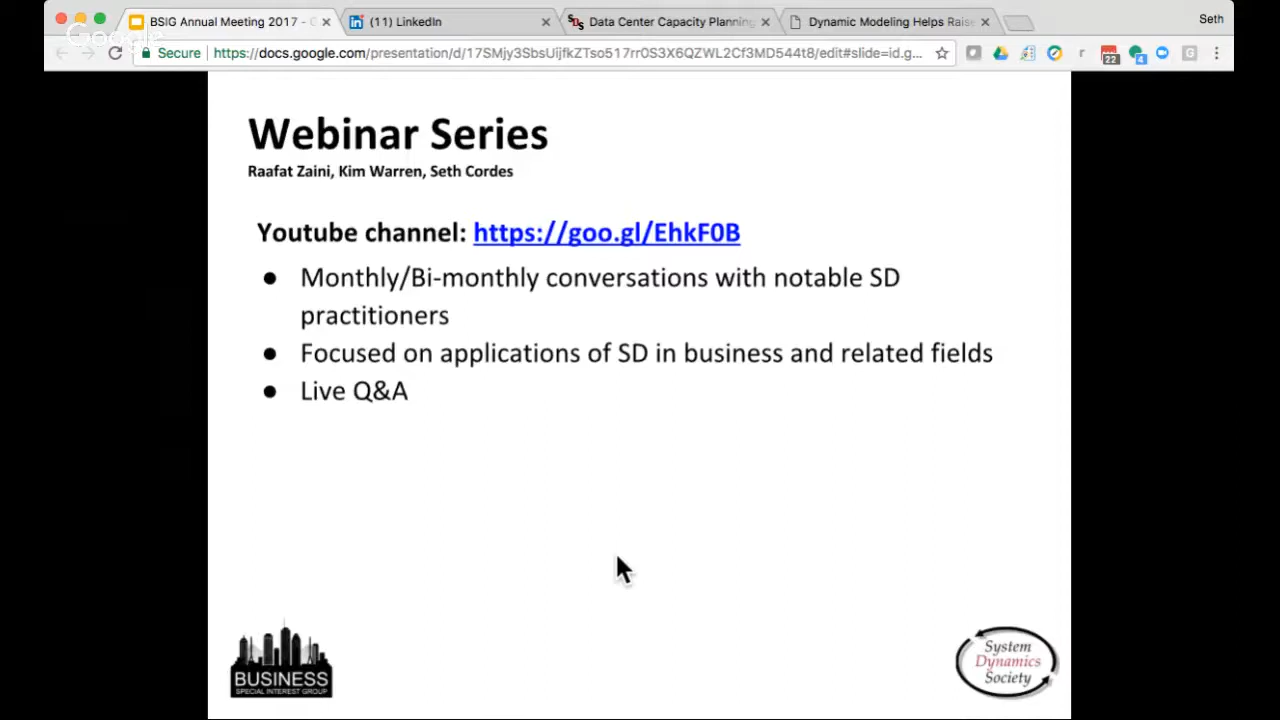 BSIG Annual Meeting 2017 - G
(11) LinkedIn
Data Center Capacity Planning
Dynamic Modeling Helps Raise
Seth
Google
Secure
https://docs.google.com/presentation/d/17SMjy3SbsUijfkZTso517rr0S3X6QZWL2Cf3MD544t8/edit#slide=id.g...
22
4
Webinar Series
Raafat Zaini, Kim Warren, Seth Cordes
Youtube channel: https://goo.gl/EhkF0B
● Monthly/Bi-monthly conversations with notable SD
practitioners
● Focused on applications of SD in business and related fields
● Live Q&A
BUSINESS
SPECIAL INTEREST GROUP
System
Dynamics
Society